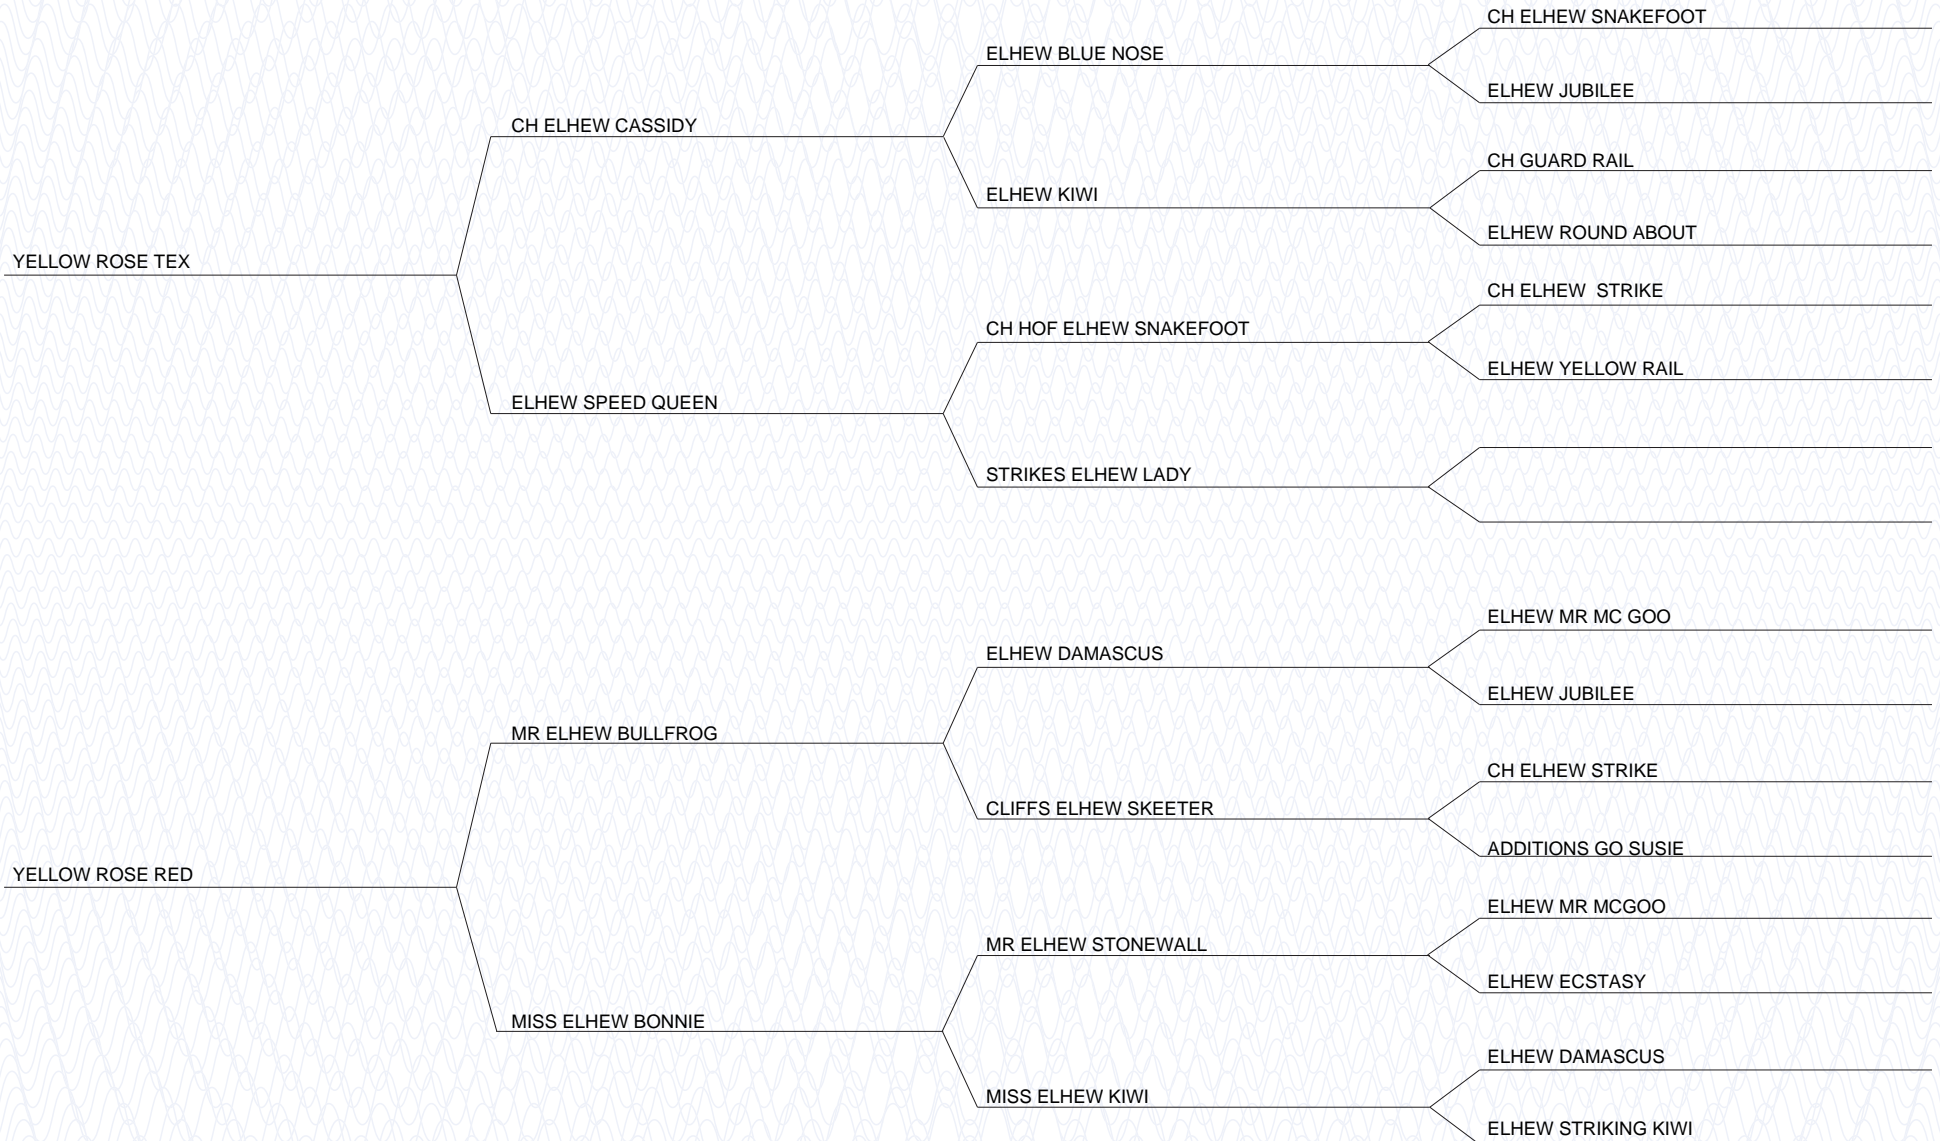 CH ELHEW SNAKEFOOT
ELHEW BLUE NOSE
ELHEW JUBILEE
CH ELHEW CASSIDY
CH GUARD RAIL
ELHEW KIWI
ELHEW ROUND ABOUT
YELLOW ROSE TEX
CH ELHEW  STRIKE
CH HOF ELHEW SNAKEFOOT
ELHEW YELLOW RAIL
ELHEW SPEED QUEEN
STRIKES ELHEW LADY
ELHEW MR MC GOO
ELHEW DAMASCUS
ELHEW JUBILEE
MR ELHEW BULLFROG
CH ELHEW STRIKE
CLIFFS ELHEW SKEETER
ADDITIONS GO SUSIE
YELLOW ROSE RED
ELHEW MR MCGOO
MR ELHEW STONEWALL
ELHEW ECSTASY
MISS ELHEW BONNIE
ELHEW DAMASCUS
MISS ELHEW KIWI
ELHEW STRIKING KIWI